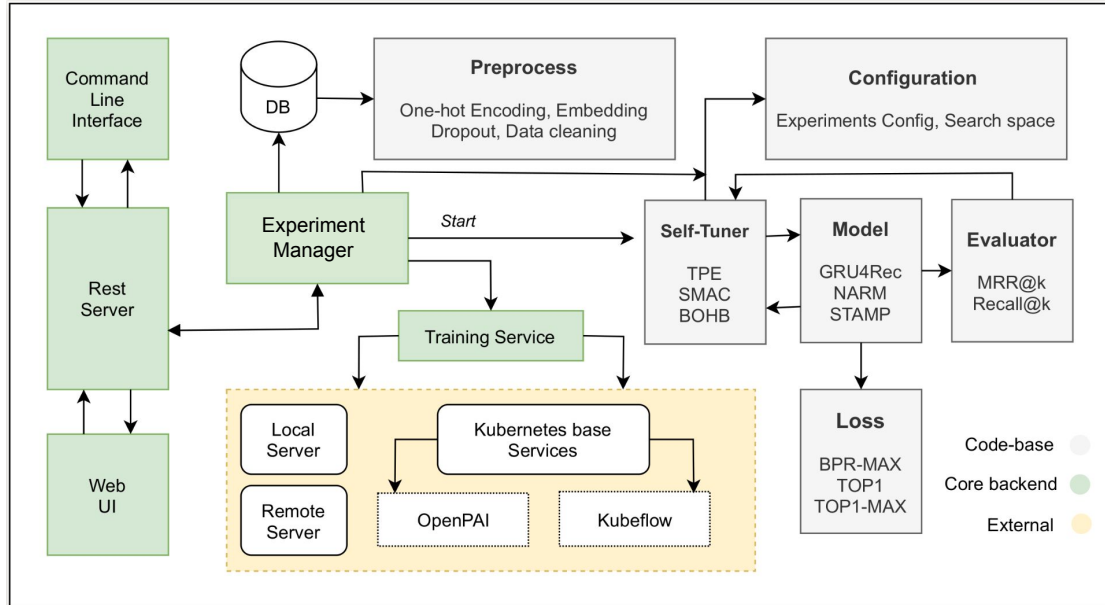 Command
Line
Interface
DB
Preprocess
One-hot Encoding, Embedding
Dropout, Data cleaning
Configuration
Experiments Config, Search space
Experiment
Manager
Start
Self-Tuner
TPE
SMAC
BOHB
Model
GRU4Rec
NARM
STAMP
Evaluator
MRR@k
Recall@k
Rest
Server
Training Service
Local
Server
Kubernetes base
Services
Remote
Server
OpenPAI
Kubeflow
Web
UI
Loss
BPR-MAX
TOP1
TOP1-MAX
Code-base
Core backend
External